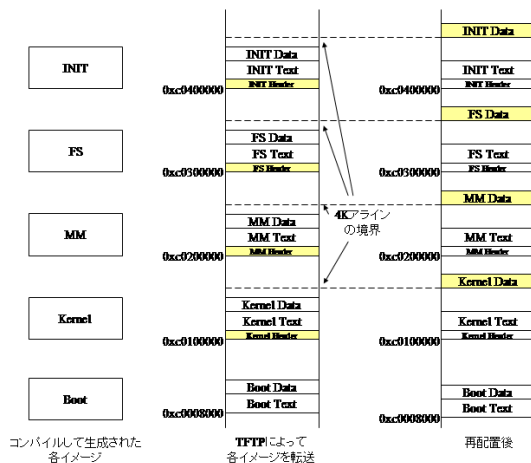 INIT
FS
MM
Kernel
Boot
コンパイルして生成された
各イメージ
INIT Data
INIT Text
INIT Header
0xc0400000
FS Data
FS Text
FS Header
0xc0300000
MM Data
MM Text
MM Header
0xc0200000
Kernel Data
Kernel Text
Kernel Header
0xc0100000
Boot Data
Boot Text
0xc0008000
TFTPによって
各イメージを転送
4Kアライン
の境界
INIT Data
INIT Text
INIT Header
0xc0400000
FS Data
FS Text
FS Header
0xc0300000
MM Data
MM Text
MM Header
0xc0200000
Kernel Data
Kernel Text
Kernel Header
0xc0100000
Boot Data
Boot Text
0xc0008000
再配置後